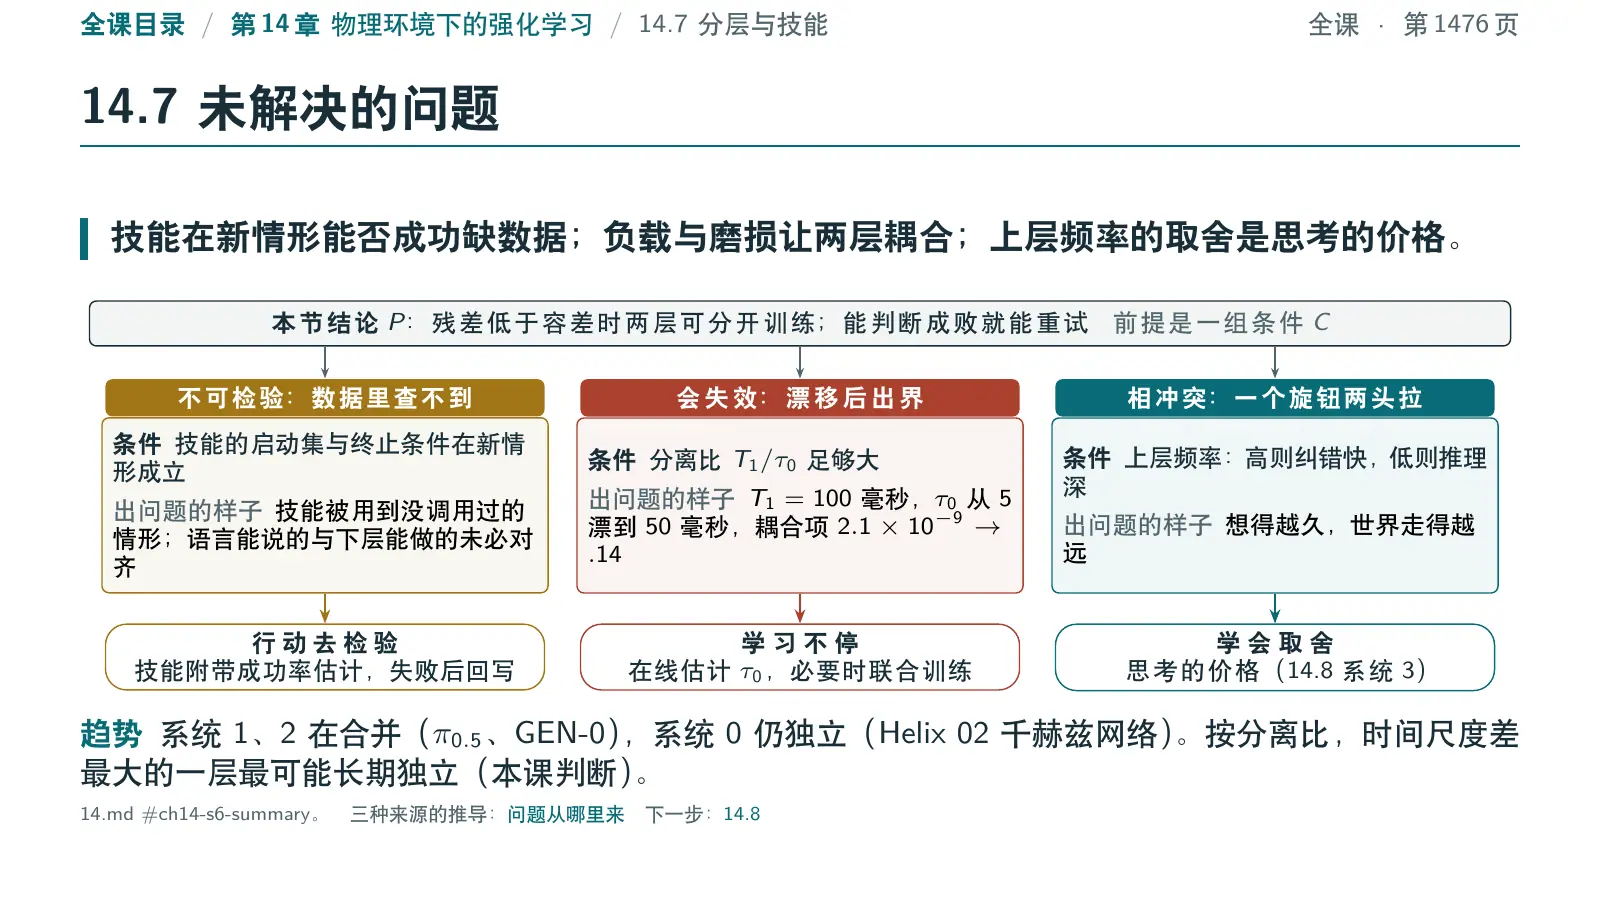 全课目录 / 第 14 章 物理环境下的强化学习 / 14.7 分层与技能
全课 · 第 1476 页
14.7 未解决的问题
技能在新情形能否成功缺数据；负载与磨损让两层耦合；上层频率的取舍是思考的价格。
本节结论 P：残差低于容差时两层可分开训练；能判断成败就能重试 前提是一组条件 C
不可检验：数据里查不到
条件 技能的启动集与终止条件在新情
形成立
出问题的样子 技能被用到没调用过的
情形；语言能说的与下层能做的未必对
齐
行动去检验
技能附带成功率估计，失败后回写
会失效：漂移后出界
条件 分离比 T₁/τ₀ 足够大
出问题的样子 T₁ = 100 毫秒，τ₀ 从 5
漂到 50 毫秒，耦合项 2.1 × 10⁻⁹ →
.14
学习不停
在线估计 τ₀，必要时联合训练
相冲突：一个旋钮两头拉
条件 上层频率：高则纠错快，低则推理
深
出问题的样子 想得越久，世界走得越
远
学会取舍
思考的价格（14.8 系统 3）
趋势 系统 1、2 在合并（π₀.₅、GEN-0），系统 0 仍独立（Helix 02 千赫兹网络）。按分离比，时间尺度差
最大的一层最可能长期独立（本课判断）。
14.md #ch14-s6-summary。 三种来源的推导：问题从哪里来 下一步：14.8